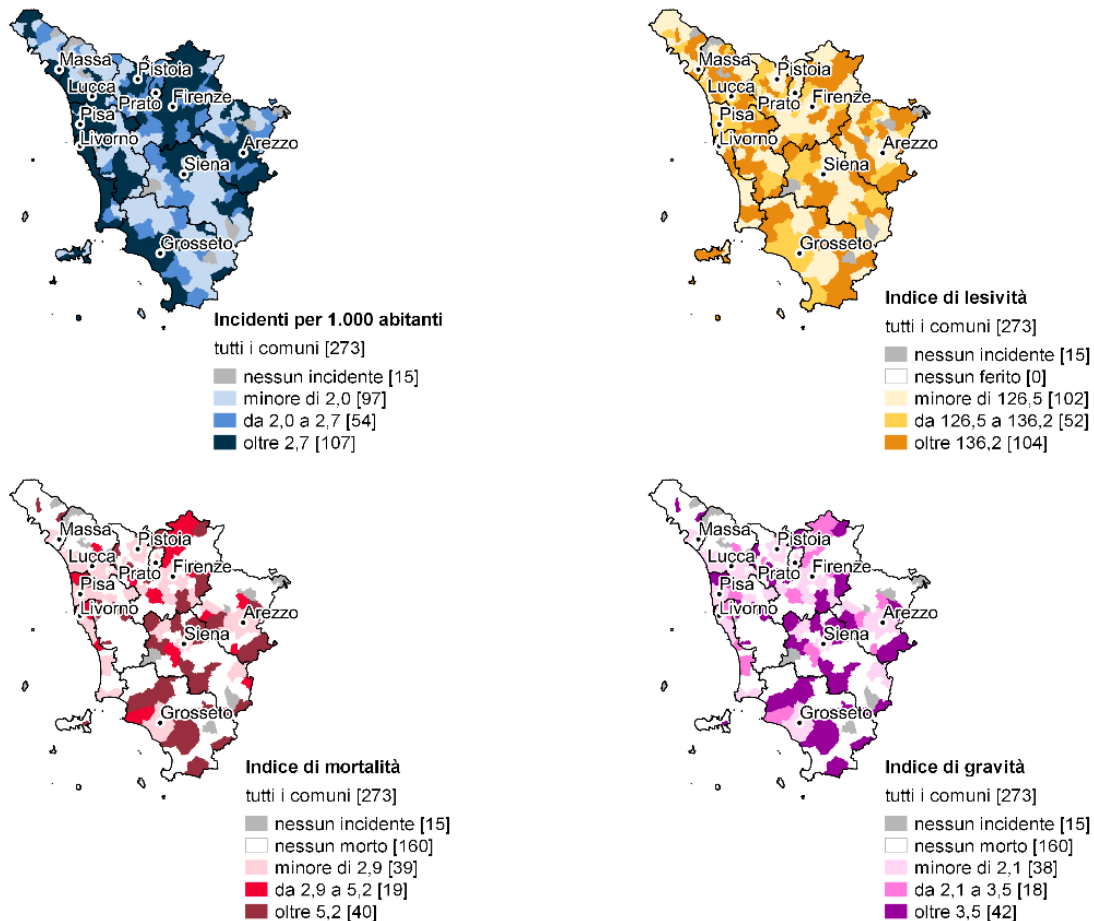 Massa
Pistoia
Lucca
Prato
Firenze
Pisa
Livorno
Arezzo
Siena
Grosseto
Incidenti per 1.000 abitanti
tutti i comuni [273]
nessun incidente [15]
minore di 2,0 [97]
da 2,0 a 2,7 [54]
oltre 2,7 [107]
Massa
Pistoia
Lucca
Prato
Firenze
Pisa
Livorno
Arezzo
Siena
Grosseto
Indice di lesività
tutti i comuni [273]
nessun incidente [15]
nessun ferito [0]
minore di 126,5 [102]
da 126,5 a 136,2 [52]
oltre 136,2 [104]
Massa
Pistoia
Lucca
Prato
Firenze
Pisa
Livorno
Arezzo
Siena
Grosseto
Indice di mortalità
tutti i comuni [273]
nessun incidente [15]
nessun morto [160]
minore di 2,9 [39]
da 2,9 a 5,2 [19]
oltre 5,2 [40]
Massa
Pistoia
Lucca
Prato
Firenze
Pisa
Livorno
Arezzo
Siena
Grosseto
Indice di gravità
tutti i comuni [273]
nessun incidente [15]
nessun morto [160]
minore di 2,1 [38]
da 2,1 a 3,5 [18]
oltre 3,5 [42]